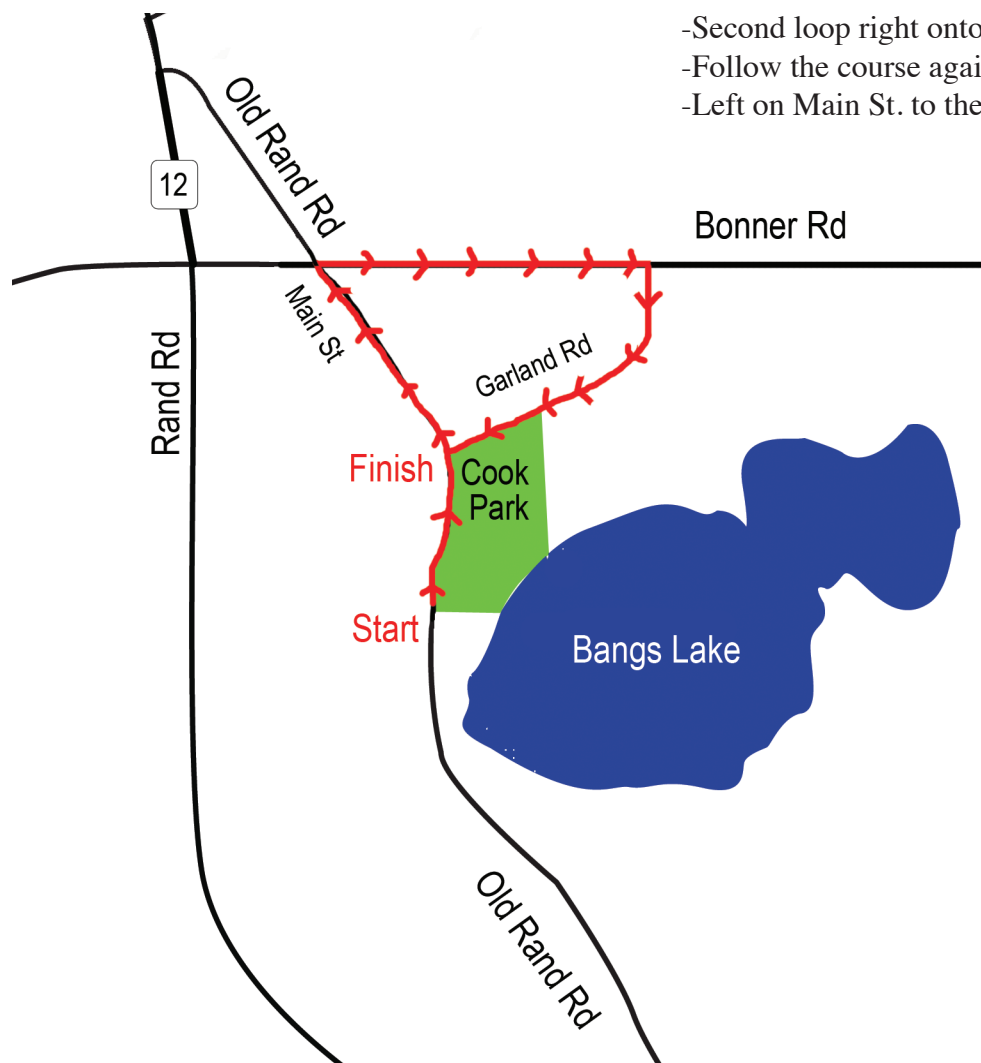 -Second loop right onto
-Follow the course agai
-Left on Main St. to the
Old Rand Rd
12
Bonner Rd
Main St
Rand Rd
Garland Rd
Finish
Cook
Park
Start
Bangs Lake
Old Rand Rd